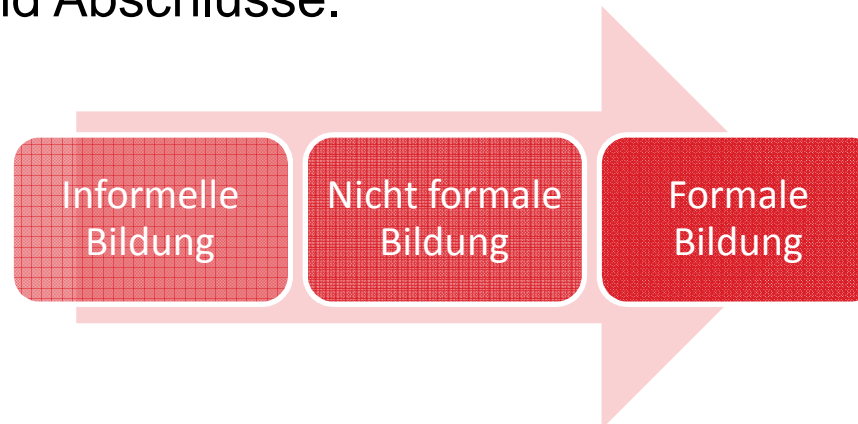 Abschlüsse.
Informelle
Bildung
Nicht formale
Bildung
Formale
Bildung